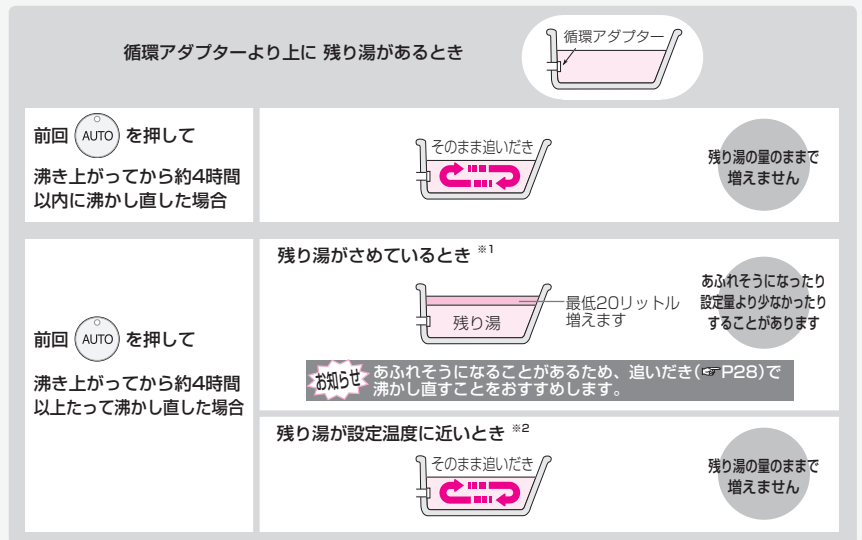 循環アダプターより上に 残り湯があるとき
循環アダプター
前回 AUTO を押して
沸き上がってから約4時間
以内に沸かし直した場合
そのまま追いだき
残り湯の量のままで
増えません
前回 AUTO を押して
沸き上がってから約4時間
以上たって沸かし直した場合
残り湯がさめているとき ※1
残り湯
最低20リットル
増えます
あふれそうになったり
設定量より少なかったり
することがあります
お知らせ
あふれそうになることがあるため、追いだき(☞P28)で
沸かし直すことをおすすめします。
残り湯が設定温度に近いとき ※2
そのまま追いだき
残り湯の量のままで
増えません